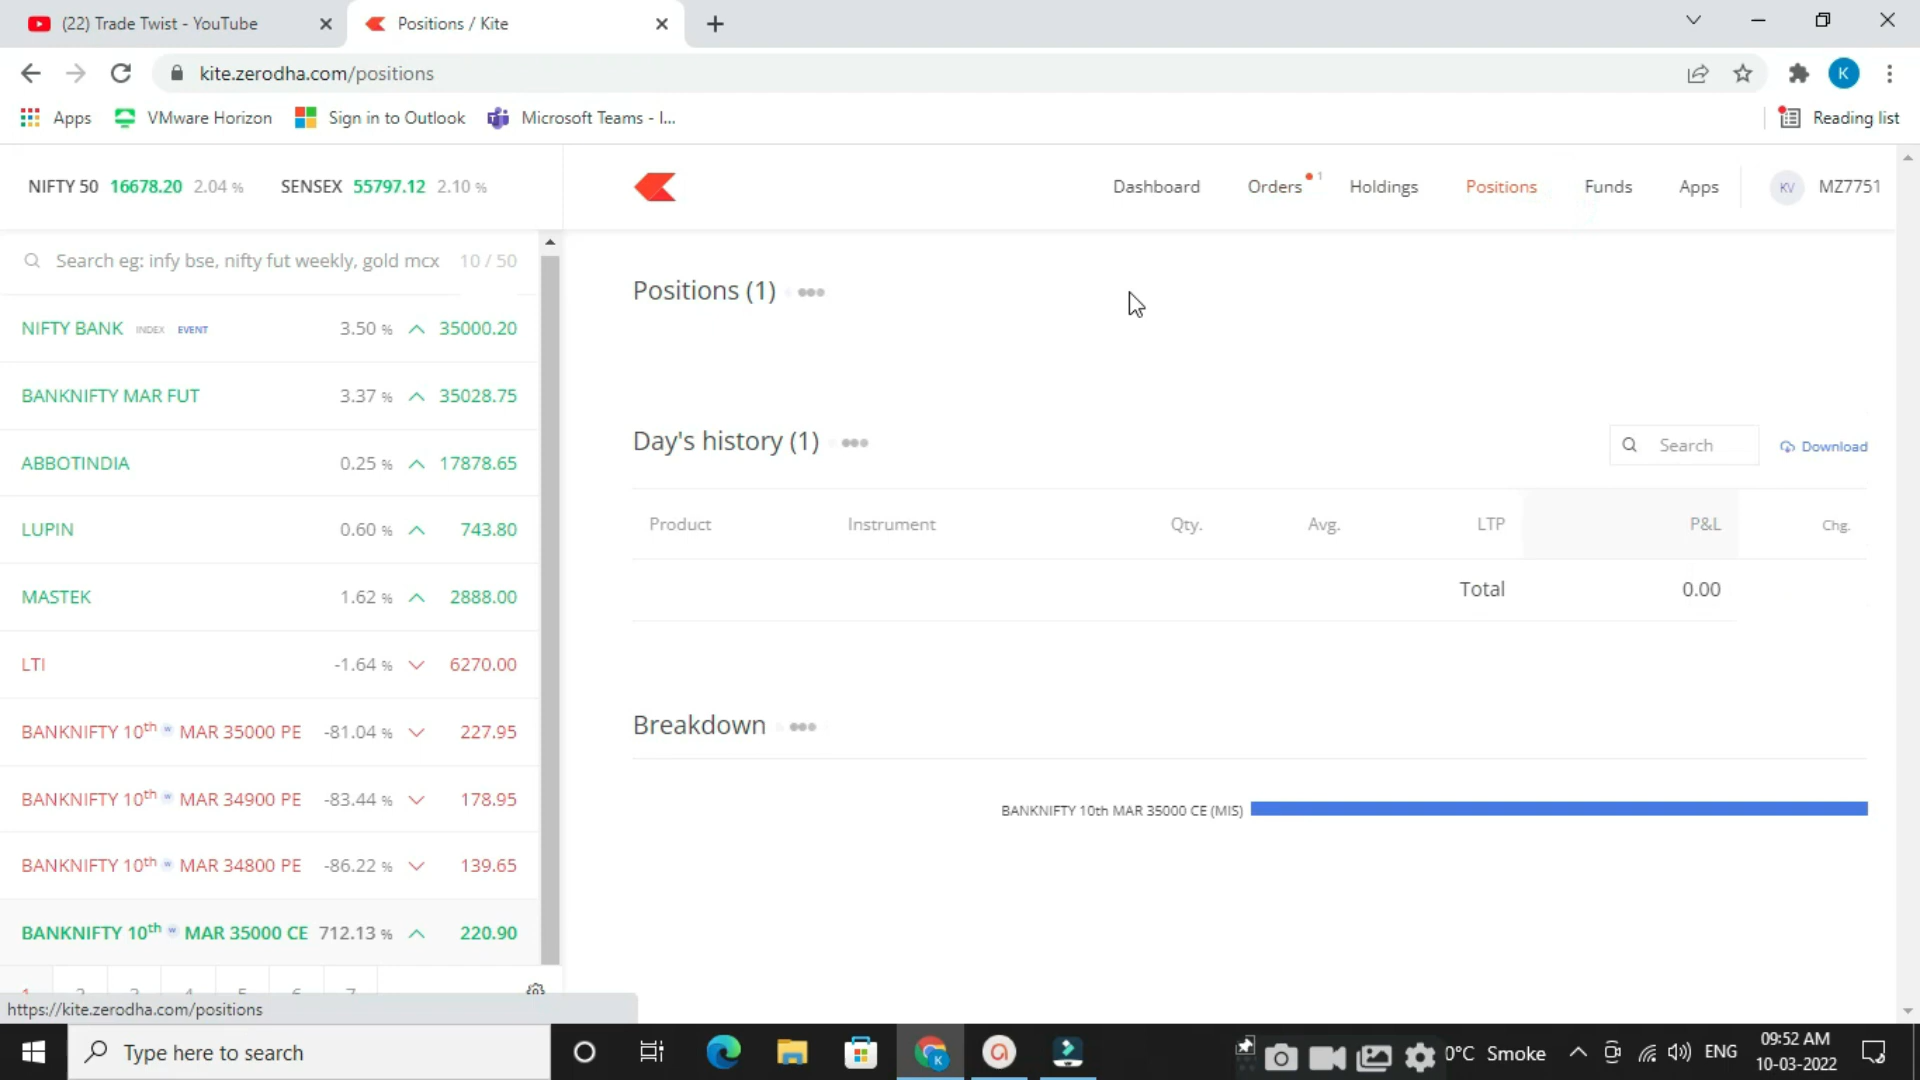 (22) Trade Twist - YouTube
Positions / Kite
kite.zerodha.com/positions
K
Apps
VMware Horizon
Sign in to Outlook
Microsoft Teams - I...
Reading list
NIFTY 50 16678.20 2.04 %
SENSEX 55797.12 2.10 %
Dashboard
Orders 1
Holdings
Positions
Funds
Apps
KV MZ7751
Search eg: infy bse, nifty fut weekly, gold mcx 10 / 50
NIFTY BANK INDEX EVENT 3.50 % 35000.20
BANKNIFTY MAR FUT 3.37 % 35028.75
ABBOTINDIA 0.25 % 17878.65
LUPIN 0.60 % 743.80
MASTEK 1.62 % 2888.00
LTI -1.64 % 6270.00
BANKNIFTY 10th w MAR 35000 PE -81.04 % 227.95
BANKNIFTY 10th w MAR 34900 PE -83.44 % 178.95
BANKNIFTY 10th w MAR 34800 PE -86.22 % 139.65
BANKNIFTY 10th w MAR 35000 CE 712.13 % 220.90
1 2 3 4 5 6 7
https://kite.zerodha.com/positions
Positions (1)
Day's history (1)
Search
Download
Product Instrument Qty. Avg. LTP P&L Chg.
Total 0.00
Breakdown
BANKNIFTY 10th MAR 35000 CE (MIS)
Type here to search
0°C Smoke
ENG
09:52 AM
10-03-2022